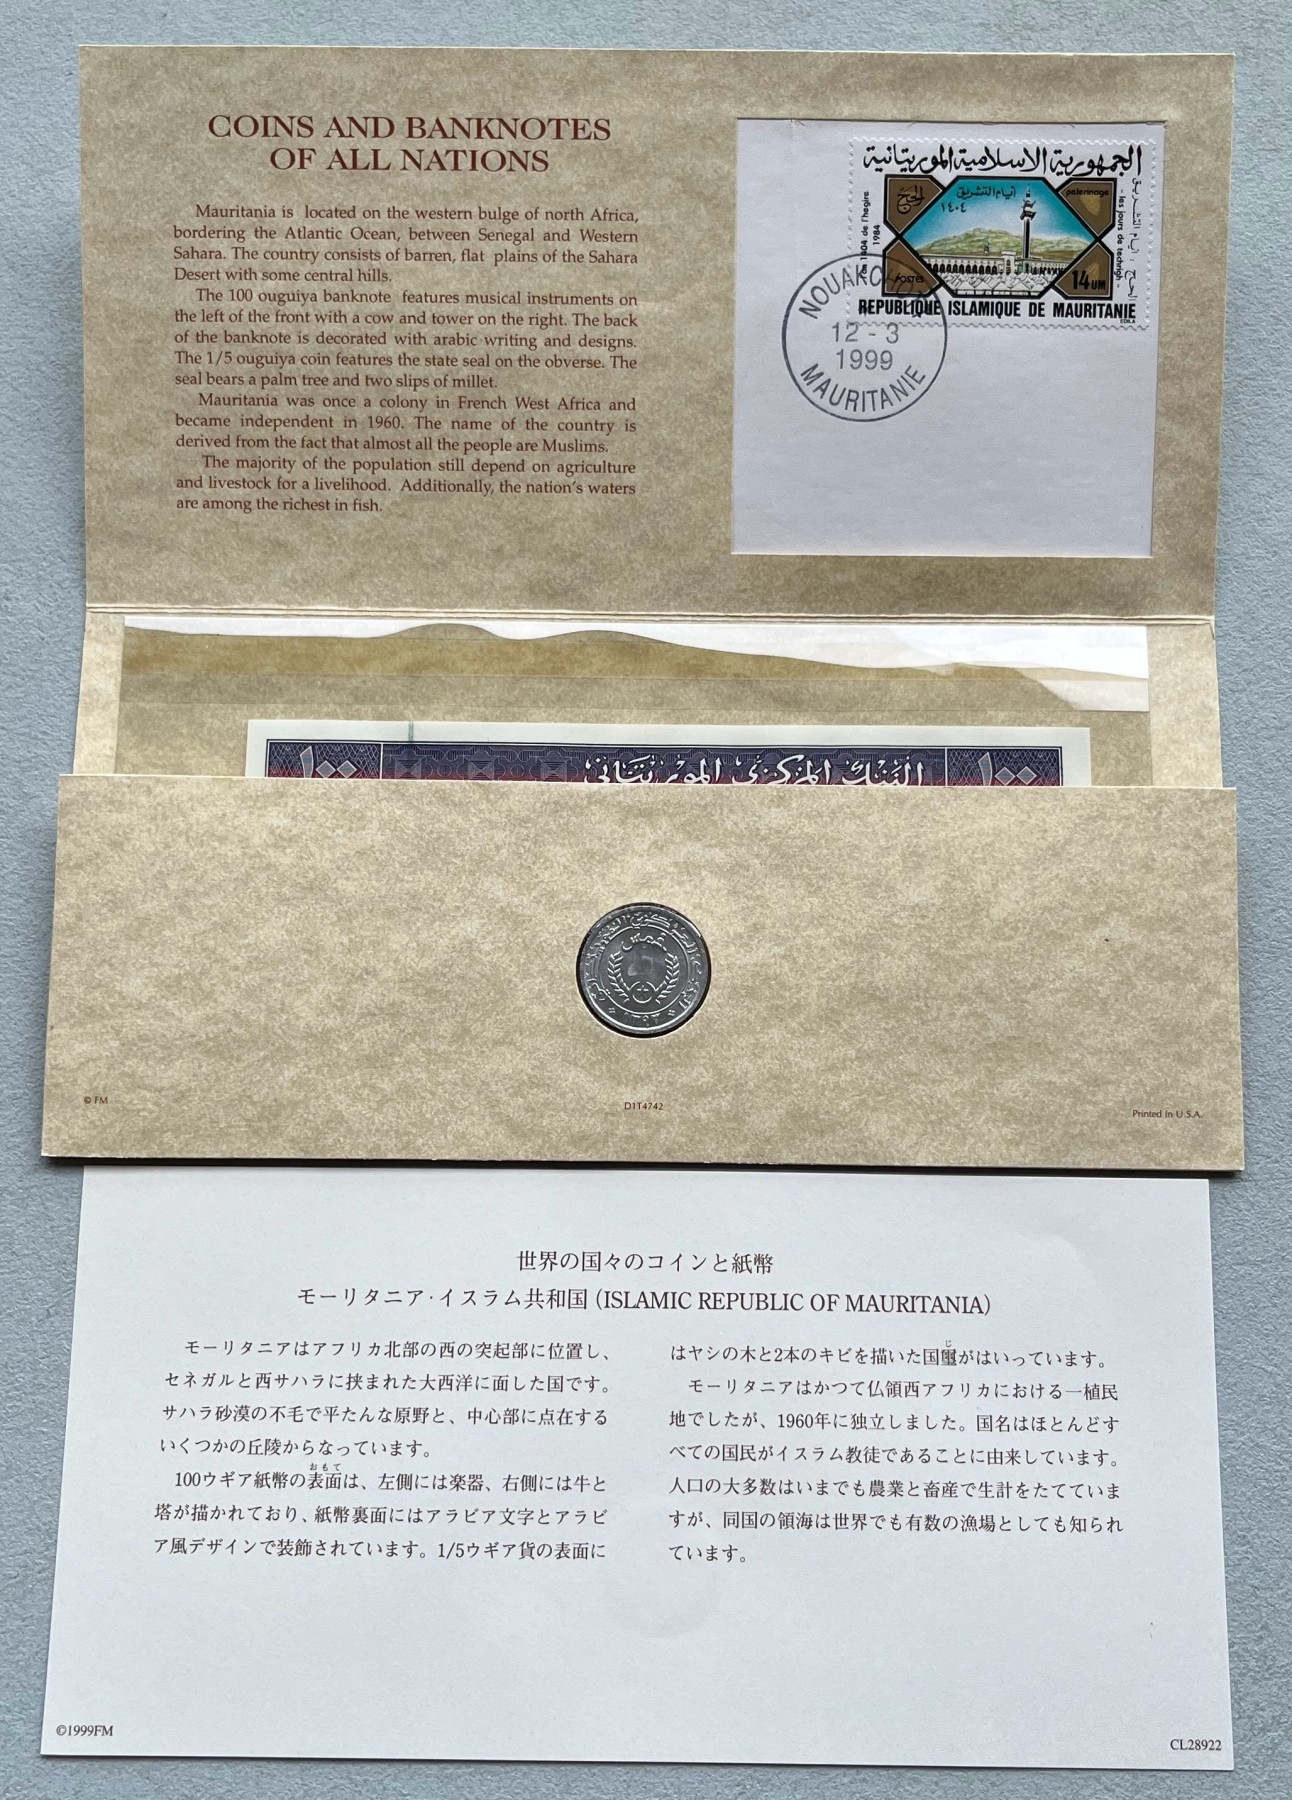 COINS AND BANKNOTES
OF ALL NATIONS
Mauritania is located on the western bulge of north Africa,
bordering the Atlantic Ocean, between Senegal and Western
Sahara. The country consists of barren, flat plains of the Sahara
Desert with some central hills.
The 100 ouguiya banknote features musical instruments on
the left of the front with a cow and tower on the right. The back
of the banknote is decorated with arabic writing and designs.
The 1/5 ouguiya coin features the state seal on the obverse. The
seal bears a palm tree and two slips of millet.
Mauritania was once a colony in French West Africa and
became independent in 1960. The name of the country is
derived from the fact that almost all the people are Muslims.
The majority of the population still depend on agriculture
and livestock for a livelihood. Additionally, the nation's waters
are among the richest in fish.
الجمهورية الاسلامية الموريتانية
الحج
أيام التشريق
١٤٠٤
pelerinage
1404 de l'hegire
1984
- les jours de techrigh -
الحج : أيام التشريق
POSTES
14 UM
REPUBLIQUE ISLAMIQUE DE MAURITANIE
EDILA
12 - 3
1999
MAURITANIE
١٠٠
البنك المركزي الموريتاني
١٠٠
خمس
١٣٩٣
© FM
D1T4742
Printed in U.S.A.
世界の国々のコインと紙幣
モーリタニア·イスラム共和国 (ISLAMIC REPUBLIC OF MAURITANIA)
モーリタニアはアフリカ北部の西の突起部に位置し、
セネガルと西サハラに挟まれた大西洋に面した国です。
サハラ砂漠の不毛で平たんな原野と、中心部に点在する
いくつかの丘陵からなっています。
おもて
100ウギア紙幣の表面は、左側には楽器、右側には牛と
塔が描かれており、紙幣裏面にはアラビア文字とアラビ
ア風デザインで装飾されています。1/5ウギア貨の表面に
じ
はヤシの木と2本のキビを描いた国璽がはいっています。
モーリタニアはかつて仏領西アフリカにおける一植民
地でしたが、1960年に独立しました。国名はほとんどす
べての国民がイスラム教徒であることに由来しています。
人口の大多数はいまでも農業と畜産で生計をたてていま
すが、同国の領海は世界でも有数の漁場としても知られ
ています。
©1999FM
CL28922